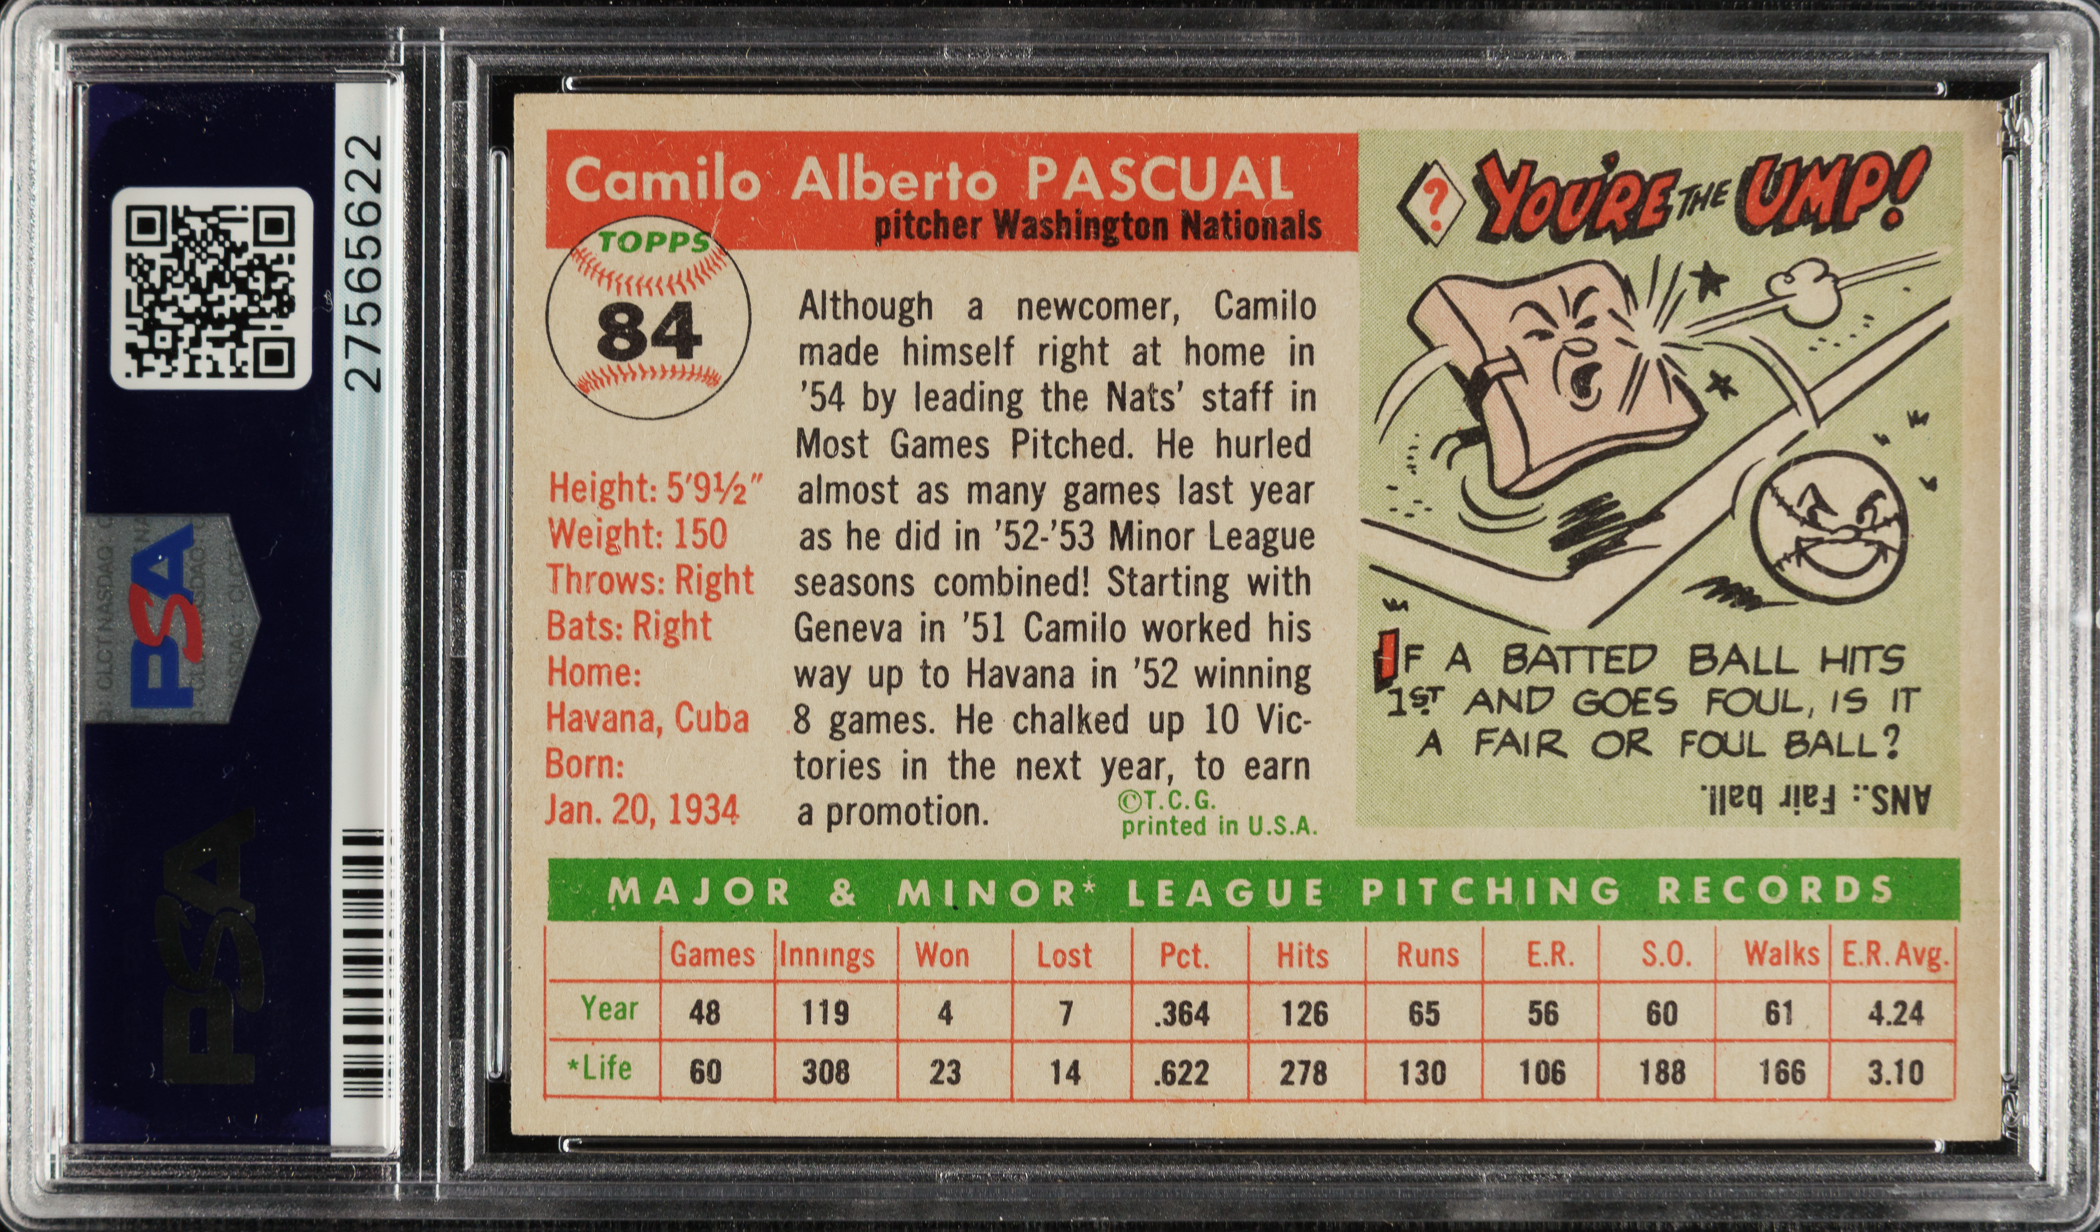 27565622
PSA
PSA
Camilo Alberto PASCUAL
pitcher Washington Nationals
TOPPS
84
Height: 5'9½"
Weight: 150
Throws: Right
Bats: Right
Home:
Havana, Cuba
Born:
Jan. 20, 1934
Although a newcomer, Camilo
made himself right at home in
'54 by leading the Nats' staff in
Most Games Pitched. He hurled
almost as many games last year
as he did in '52-'53 Minor League
seasons combined! Starting with
Geneva in '51 Camilo worked his
way up to Havana in '52 winning
8 games. He chalked up 10 Vic-
tories in the next year, to earn
a promotion.
©T.C.G.
printed in U.S.A.
? YOU'RE THE UMP!
IF A BATTED BALL HITS
1ST AND GOES FOUL, IS IT
A FAIR OR FOUL BALL?
ANS.: Fair ball.
MAJOR & MINOR* LEAGUE PITCHING RECORDS
Games Innings Won Lost Pct. Hits Runs E.R. S.O. Walks E.R. Avg.
Year 48 119 4 7 .364 126 65 56 60 61 4.24
*Life 60 308 23 14 .622 278 130 106 188 166 3.10